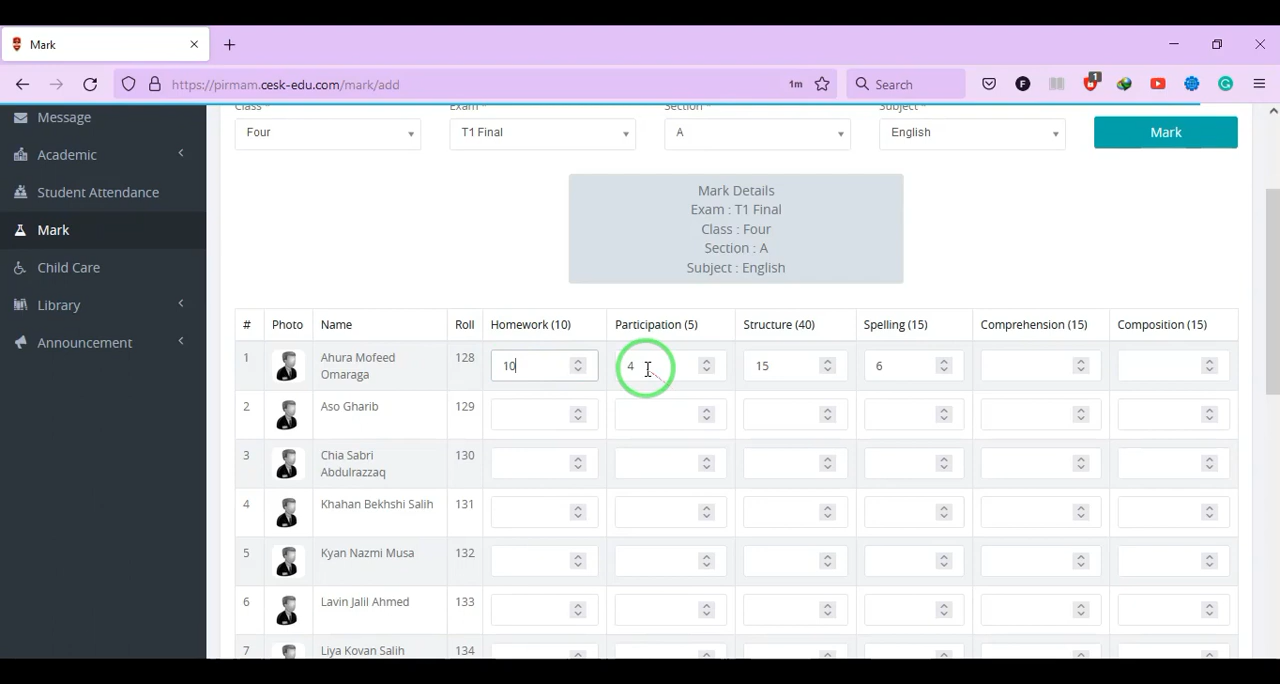 Mark
https://pirmam.cesk-edu.com/mark/add
1m
Search
1
Message
Academic
Student Attendance
Mark
Child Care
Library
Announcement
Class * Exam * Section * Subject *
Four T1 Final A English Mark
Mark Details
Exam : T1 Final
Class : Four
Section : A
Subject : English
# Photo Name Roll Homework (10) Participation (5) Structure (40) Spelling (15) Comprehension (15) Composition (15)
1 Ahura Mofeed Omaraga 128 10 4 15 6
2 Aso Gharib 129
3 Chia Sabri Abdulrazzaq 130
4 Khahan Bekhshi Salih 131
5 Kyan Nazmi Musa 132
6 Lavin Jalil Ahmed 133
7 Liya Kovan Salih 134